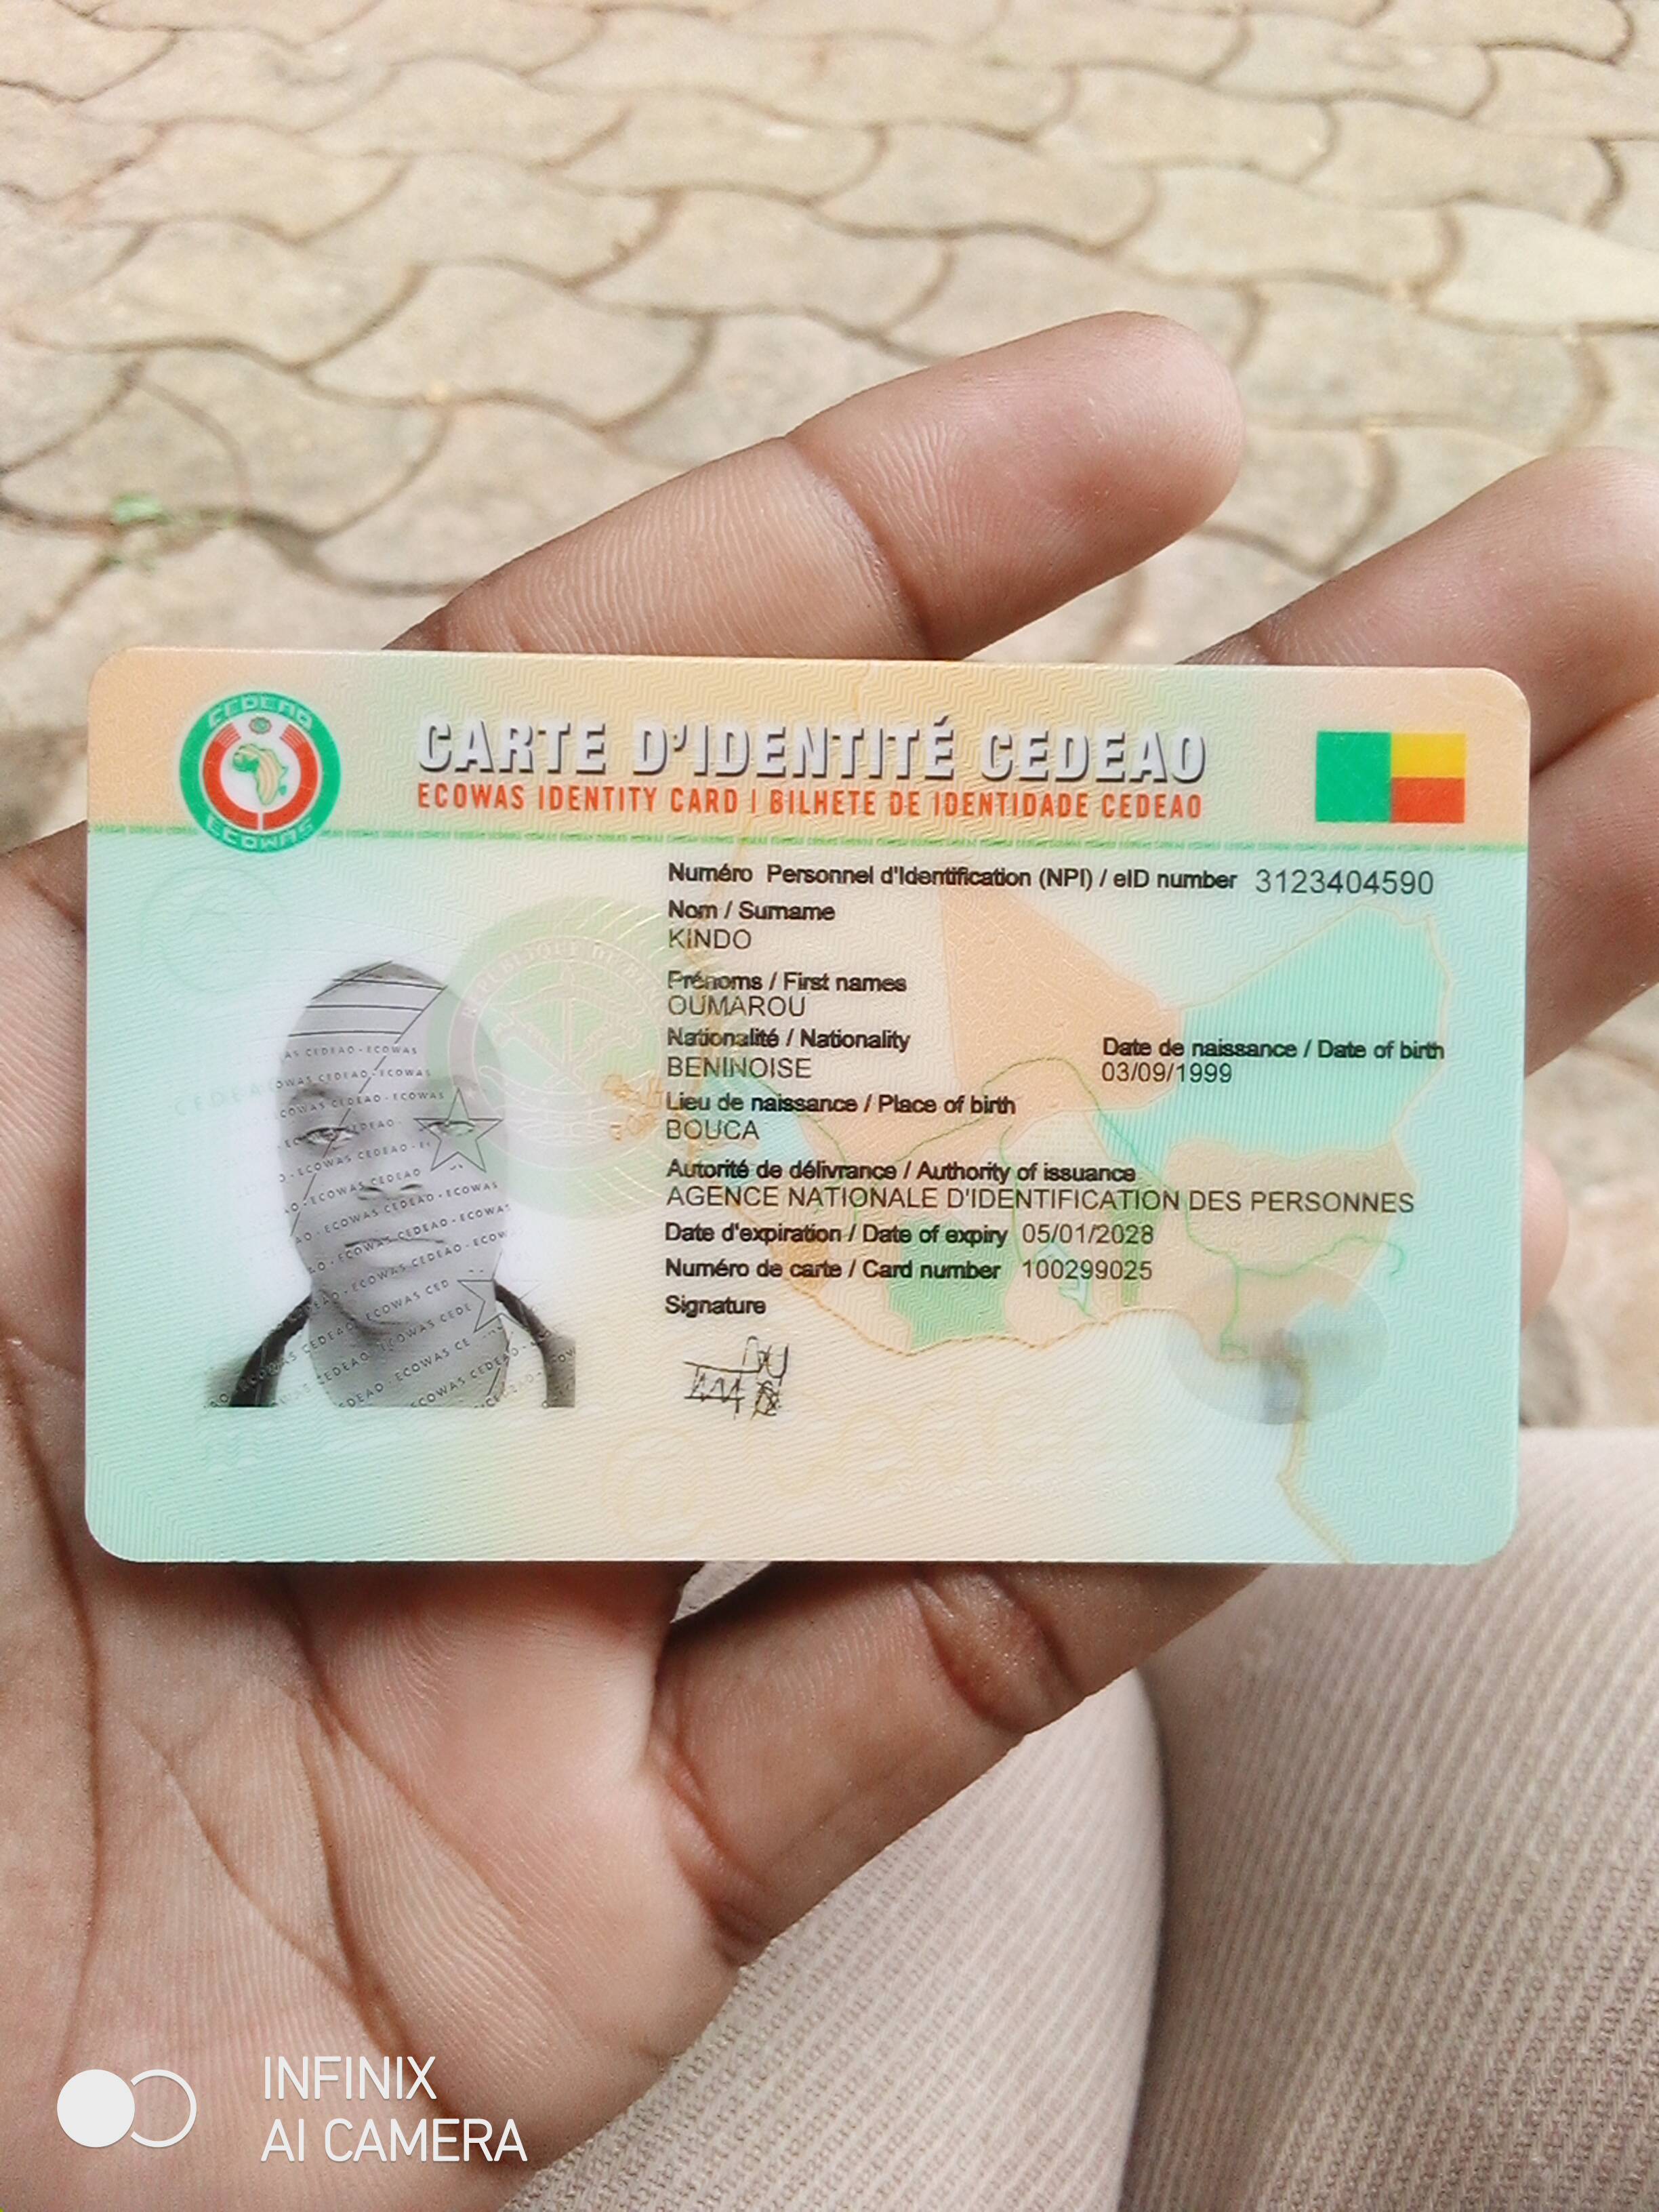 CEDEAO
ECOWAS
CARTE D'IDENTITÉ CEDEAO
ECOWAS IDENTITY CARD | BILHETE DE IDENTIDADE CEDEAO
Numéro Personnel d'Identification (NPI) / eID number 3123404590
Nom / Surname
KINDO
Prénoms / First names
OUMAROU
Nationalité / Nationality
BENINOISE
Date de naissance / Date of birth
03/09/1999
Lieu de naissance / Place of birth
BOUCA
Autorité de délivrance / Authority of issuance
AGENCE NATIONALE D'IDENTIFICATION DES PERSONNES
Date d'expiration / Date of expiry 05/01/2028
Numéro de carte / Card number 100299025
Signature
INFINIX
AI CAMERA